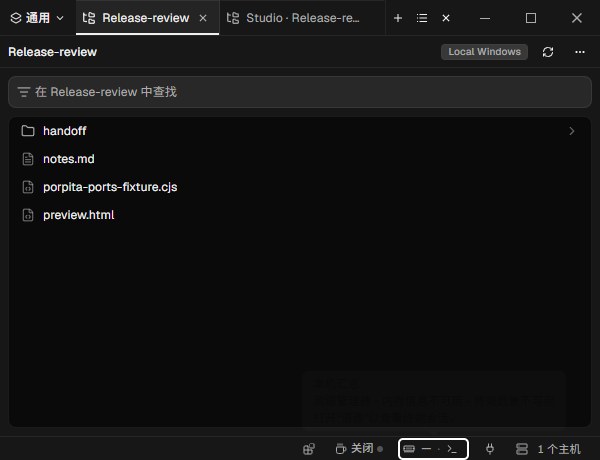 通用
Release-review
Studio · Release-re...
Release-review
Local Windows
在 Release-review 中查找
handoff
notes.md
porpita-ports-fixture.cjs
preview.html
关闭
1 个主机